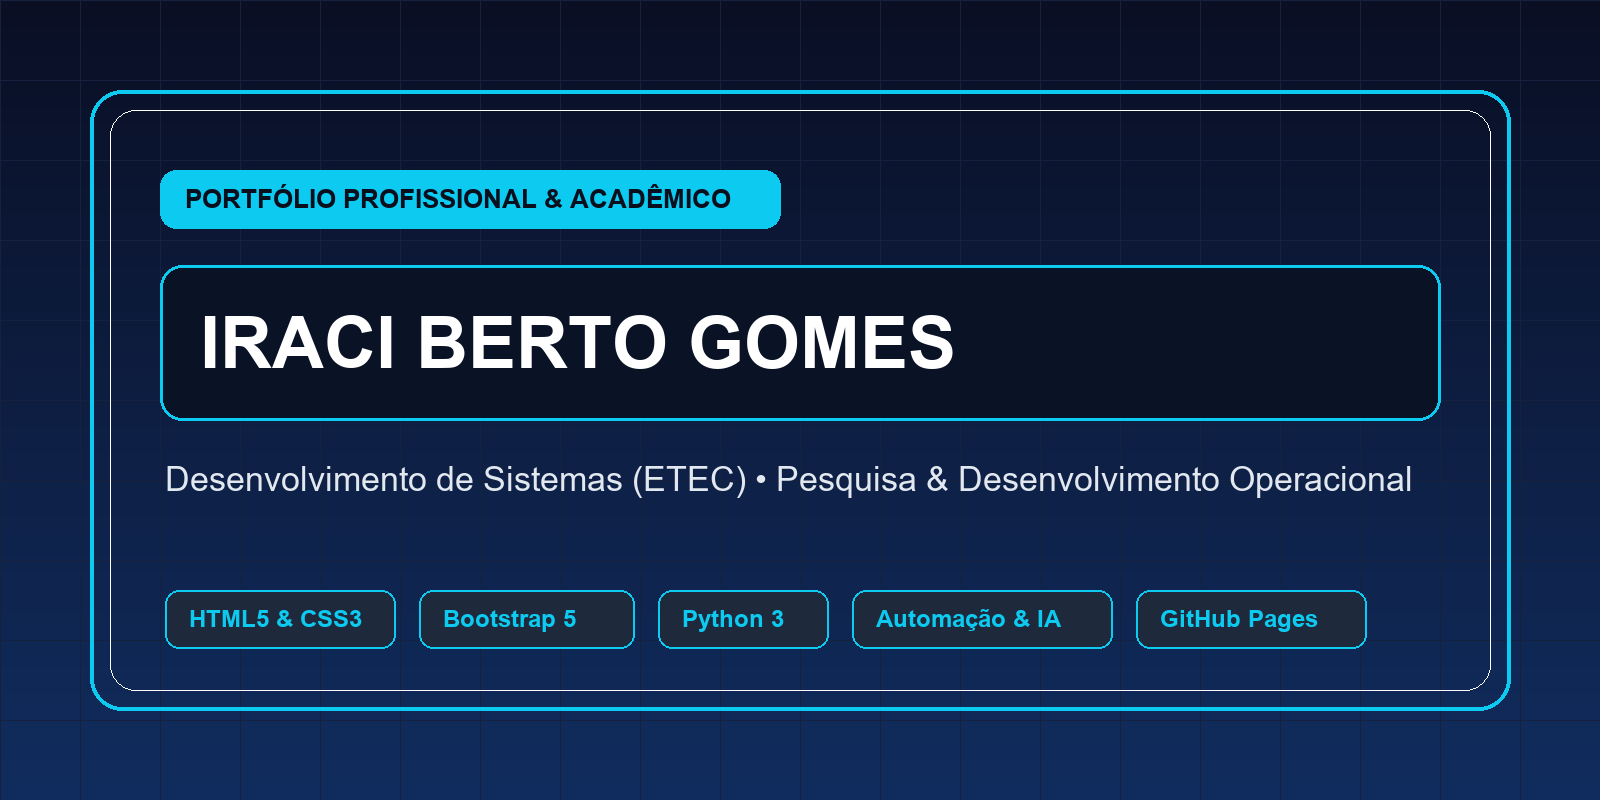 PORTFÓLIO PROFISSIONAL & ACADÊMICO
IRACI BERTO GOMES
Desenvolvimento de Sistemas (ETEC) • Pesquisa & Desenvolvimento Operacional
HTML5 & CSS3
Bootstrap 5
Python 3
Automação & IA
GitHub Pages